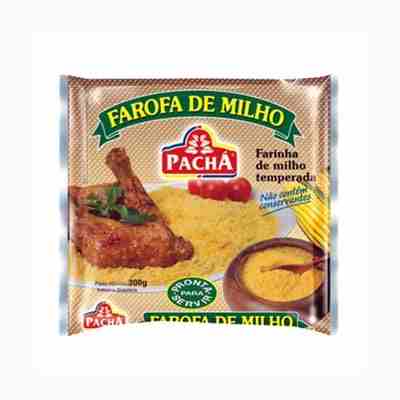 FAROFA DE MILHO
PACHÁ
Farinha
de milho
temperada
Não contém
conservantes
300g
PRONTA
PARA
SERVIR
PACHÁ
FAROFA DE MILHO